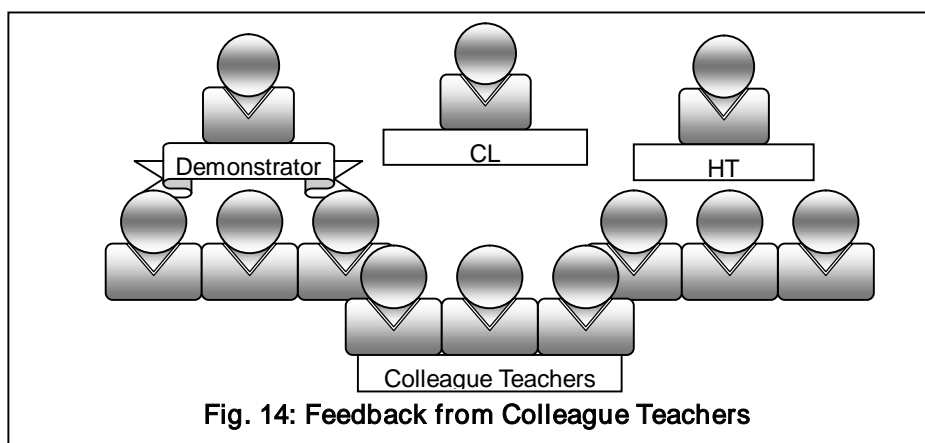 Demonstrator
CL
HT
Colleague Teachers
Fig. 14: Feedback from Colleague Teachers